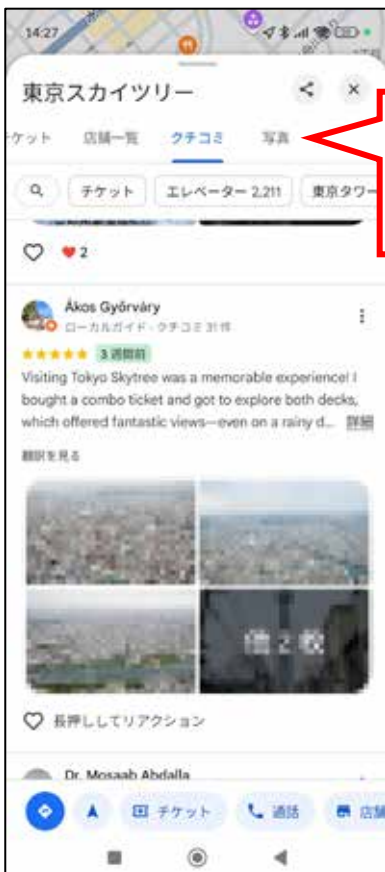 14:27
東京スカイツリー
ケット 店舗一覧 クチコミ 写真
チケット エレベーター 2,211 東京タワー
2
Ákos Győrváry
ローカルガイド・クチコミ 31 件
3 週間前
Visiting Tokyo Skytree was a memorable experience! I
bought a combo ticket and got to explore both decks,
which offered fantastic views—even on a rainy d... 詳細
翻訳を見る
他 2 枚
長押ししてリアクション
Dr. Mosaab Abdalla
チケット 通話 店舗